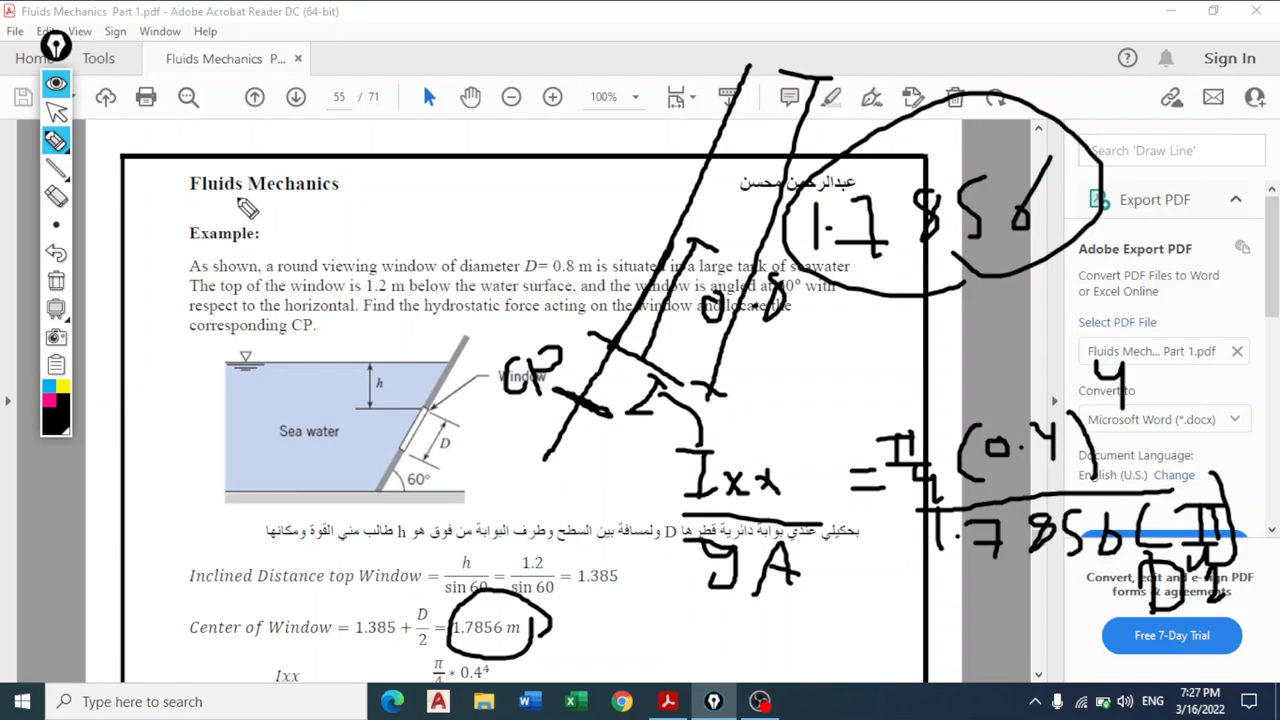 Fluids Mechanics Part 1.pdf - Adobe Acrobat Reader DC (64-bit)
File Edit View Sign Window Help
Home Tools Fluids Mechanics P... × Sign In
55 / 71 100%
Search 'Draw Line'
Export PDF
Adobe Export PDF
Convert PDF Files to Word
or Excel Online
Select PDF File
Fluids Mech... Part 1.pdf
Convert to
Microsoft Word (*.docx)
Document Language:
English (U.S.) Change
Convert, edit and e-sign PDF
forms & agreements
Free 7-Day Trial
Fluids Mechanics عبدالرحمن محسن
Example:
As shown, a round viewing window of diameter D= 0.8 m is situated in a large tank of seawater
The top of the window is 1.2 m below the water surface, and the window is angled at 60° with
respect to the horizontal. Find the hydrostatic force acting on the window and locate the
corresponding CP.
h
Window
Sea water
D
60°
بحكيلي عندي بوابة دائرية قطرها D ولمسافة بين السطح وطرف البوابة من فوق هو h طالب مني القوة ومكانها
Inclined Distance top Window = h / sin 60 = 1.2 / sin 60 = 1.385
Center of Window = 1.385 + D / 2 = 1.7856 m
Ixx π / 4 * 0.4⁴
1.7856
0.8
CP
Ixx / yA = π / 4 (0.4)⁴ / 1.7856 (π / 4 D²)
Type here to search
ENG 7:27 PM
3/16/2022